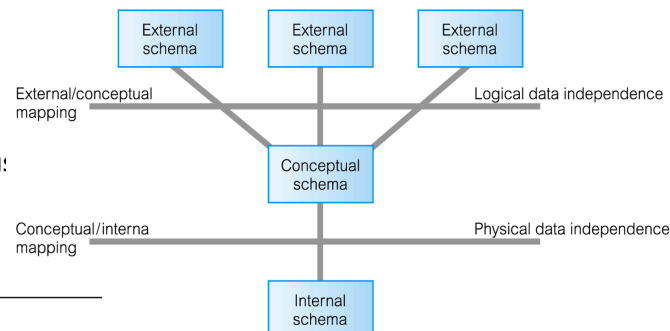 External
schema
External
schema
External
schema
External/conceptual
mapping
Logical data independence
Conceptual
schema
Conceptual/interna
mapping
Physical data independence
Internal
schema